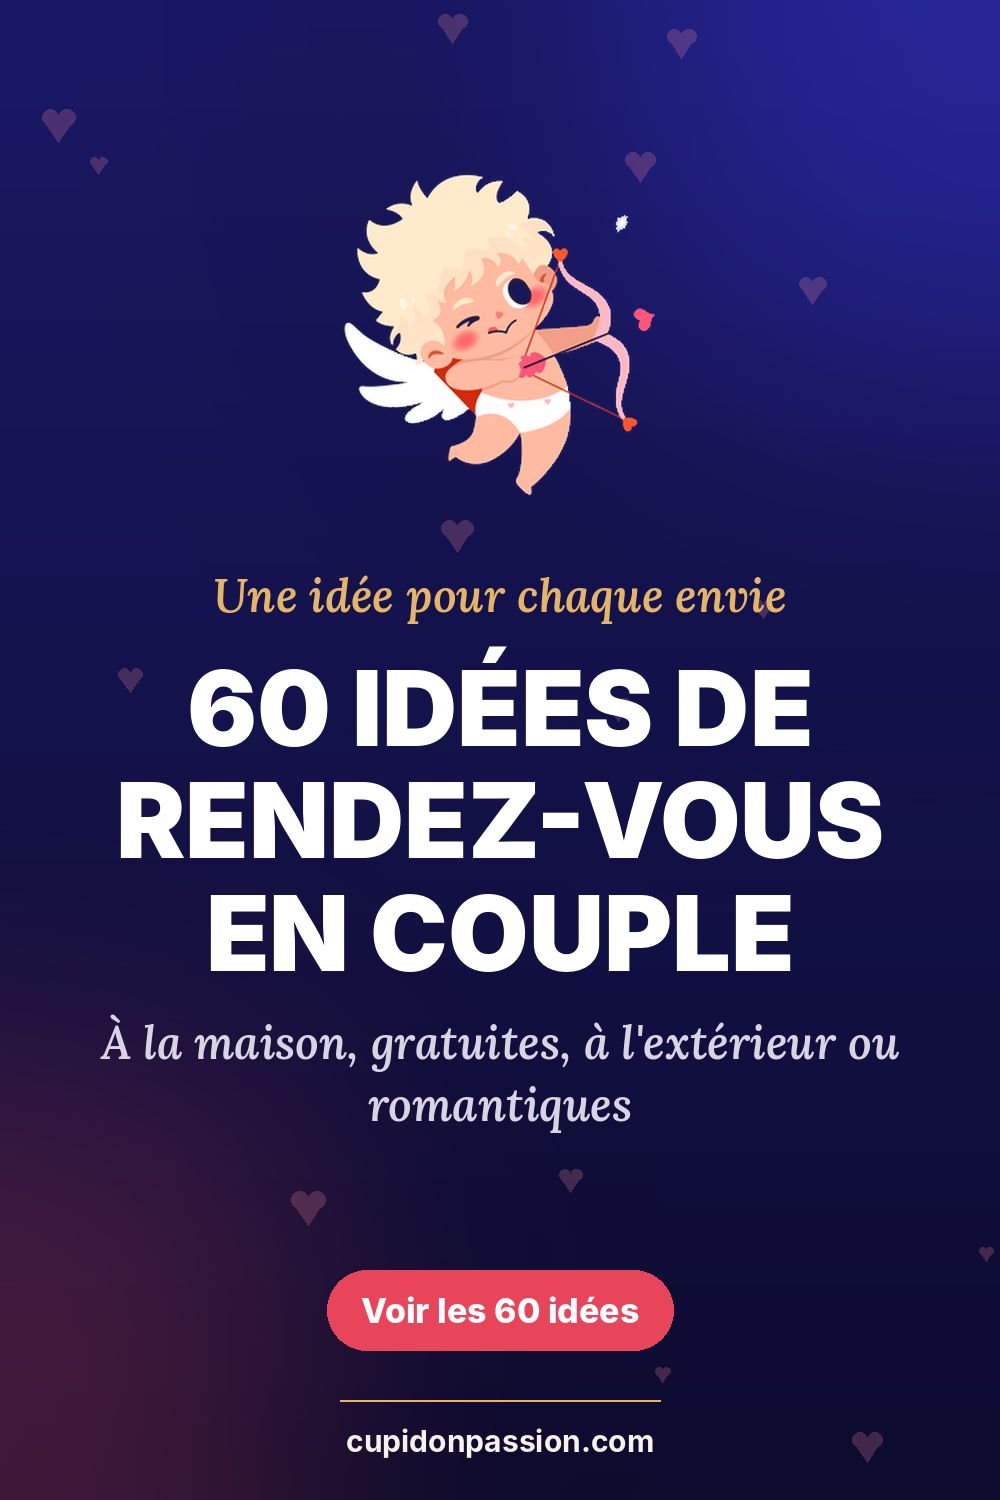 Une idée pour chaque envie
60 IDÉES DE
RENDEZ-VOUS
EN COUPLE
À la maison, gratuites, à l'extérieur ou
romantiques
Voir les 60 idées
cupidonpassion.com